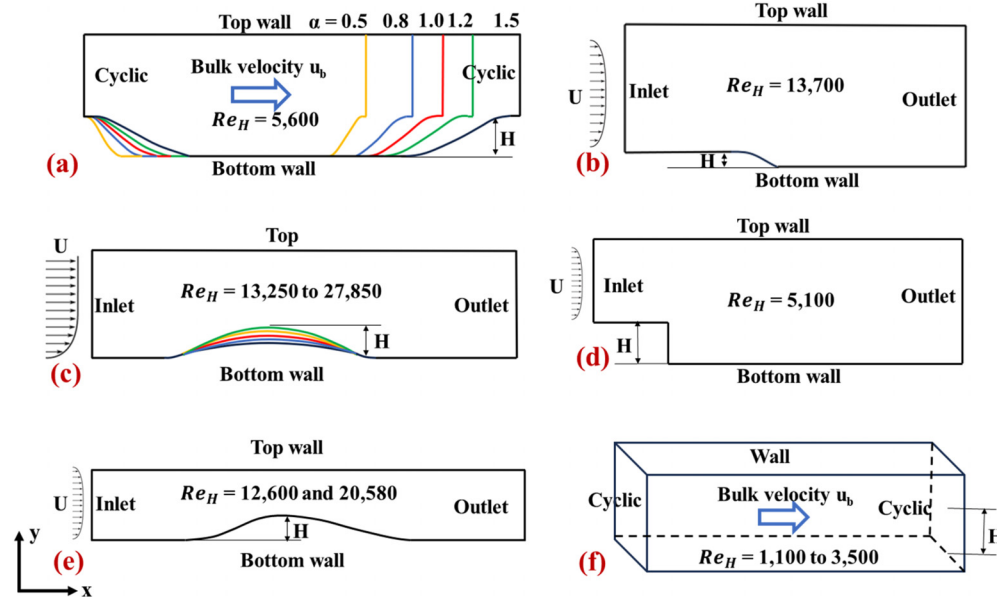 Top wall α = 0.5 0.8 1.0 1.2 1.5
Cyclic
Bulk velocity u_b
Cyclic
Re_H = 5,600
H
(a)
Bottom wall
Top wall
U
Inlet
Re_H = 13,700
Outlet
H
(b)
Bottom wall
U
Top
Inlet
Re_H = 13,250 to 27,850
Outlet
H
(c)
Bottom wall
Top wall
U
Inlet
Re_H = 5,100
Outlet
H
(d)
Bottom wall
Top wall
U
Inlet
Re_H = 12,600 and 20,580
Outlet
H
(e)
Bottom wall
y
x
Wall
Cyclic
Bulk velocity u_b
Cyclic
H
(f)
Re_H = 1,100 to 3,500